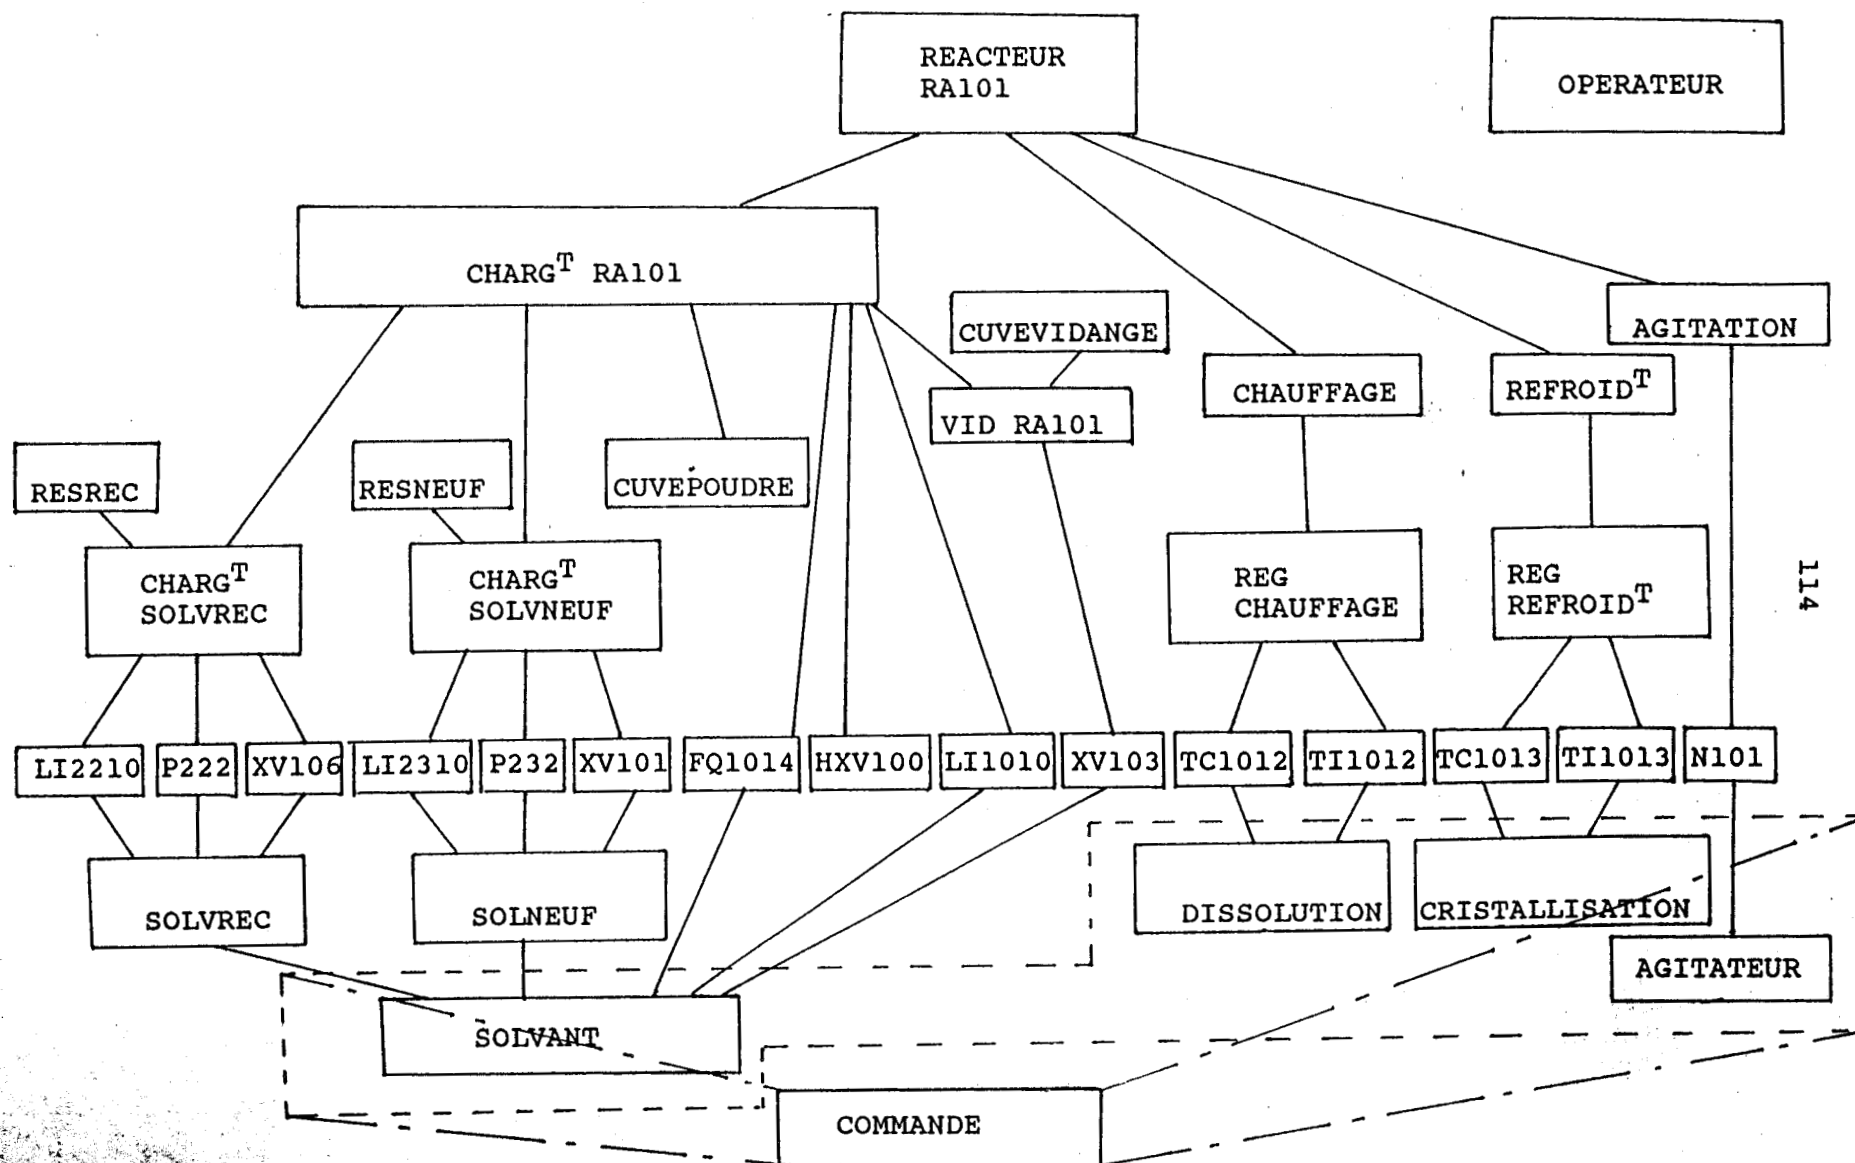 REACTEUR
RA101
OPERATEUR
CHARGT RA101
CUVEVIDANGE
AGITATION
CHAUFFAGE
REFROIDT
VID RA101
RESREC
RESNEUF
CUVEPOUDRE
CHARGT
SOLVREC
CHARGT
SOLVNEUF
REG
CHAUFFAGE
REG
REFROIDT
114
LI2210
P222
XV106
LI2310
P232
XV101
FQ1014
HXV100
LI1010
XV103
TC1012
TI1012
TC1013
TI1013
N101
SOLVREC
SOLNEUF
DISSOLUTION
CRISTALLISATION
AGITATEUR
SOLVANT
COMMANDE